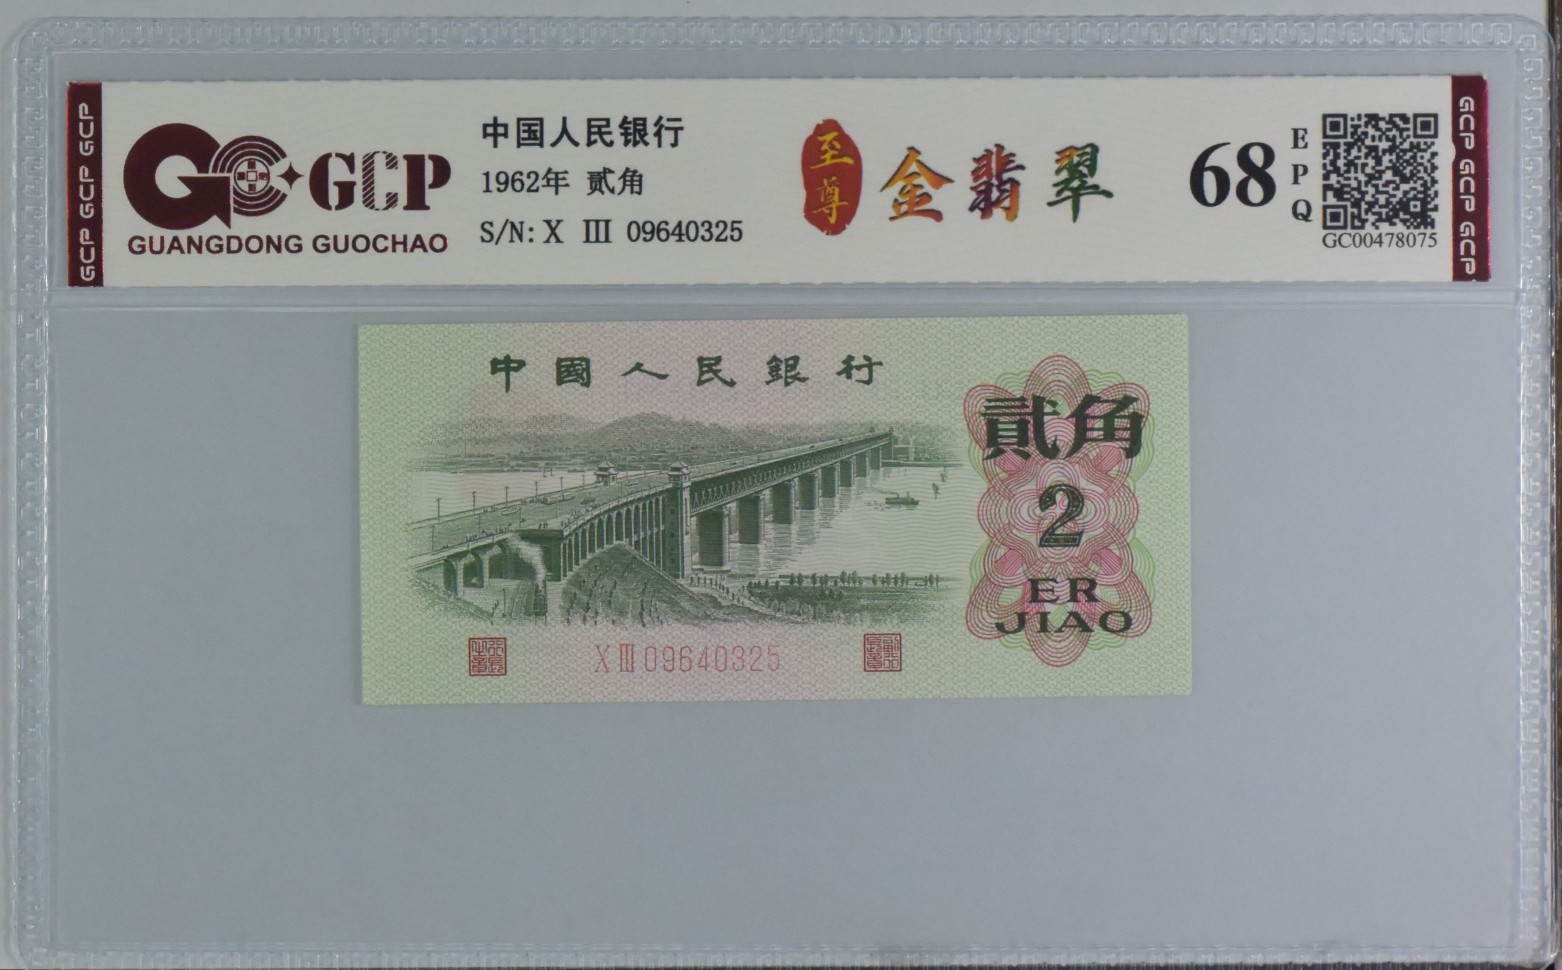 GCP GCP GCP
GCP
GUANGDONG GUOCHAO
中国人民银行
1962年 贰角
S/N: X III 09640325
至尊
金翡翠
68
EPQ
GC00478075
GCP GCP GCP
中國人民銀行
貳角
2
ER
JIAO
X III 09640325